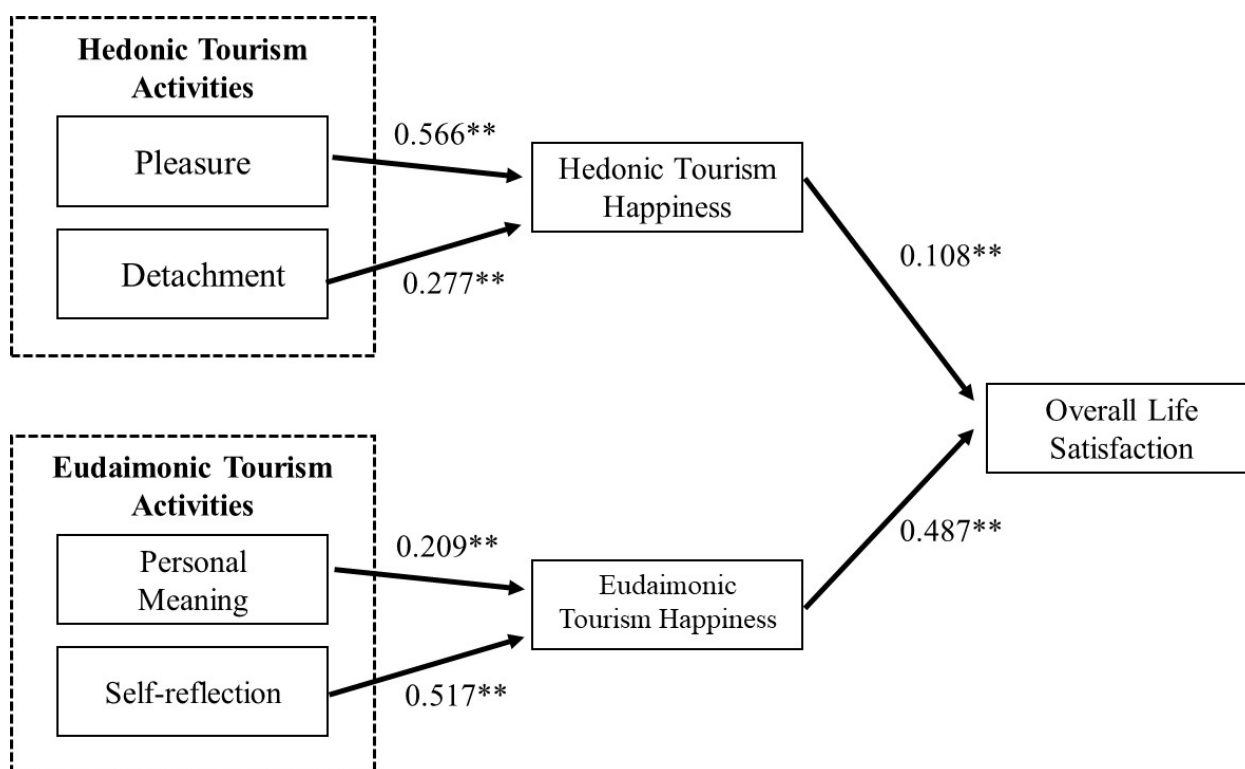 Hedonic Tourism
Activities
Pleasure
0.566**
Detachment
0.277**
Hedonic Tourism
Happiness
0.108**
Overall Life
Satisfaction
Eudaimonic Tourism
Activities
Personal
Meaning
0.209**
Self-reflection
0.517**
Eudaimonic
Tourism Happiness
0.487**